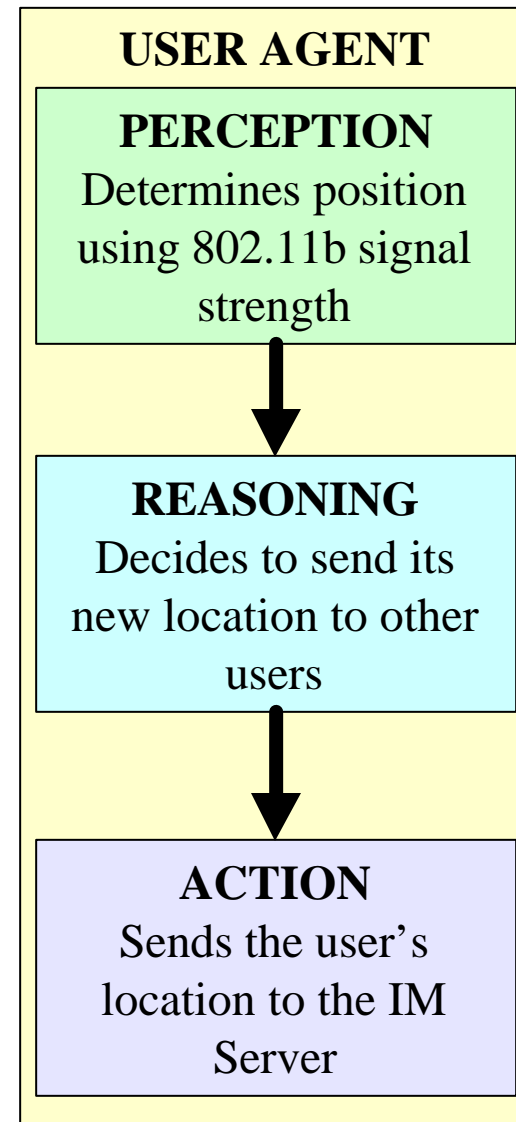 USER AGENT
PERCEPTION
Determines position
using 802.11b signal
strength
REASONING
Decides to send its
new location to other
users
ACTION
Sends the user’s
location to the IM
Server